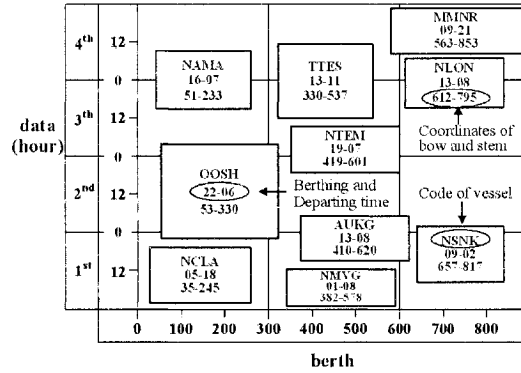 MMNR
09-21
563-853
4th
12
NAMA
16-07
51-233
TTES
13-11
330-537
NLON
13-08
612-795
0
data
(hour)
3th
12
NTEM
19-07
419-601
Coordinates of
bow and stem
0
OOSH
22-06
53-330
Berthing and
Departing time
Code of vessel
2nd
12
AUKG
13-08
410-620
0
NSNK
09-02
657-817
1st
12
NCLA
05-18
35-245
NMVG
01-08
382-578
0
100
200
300
400
500
600
700
800
berth